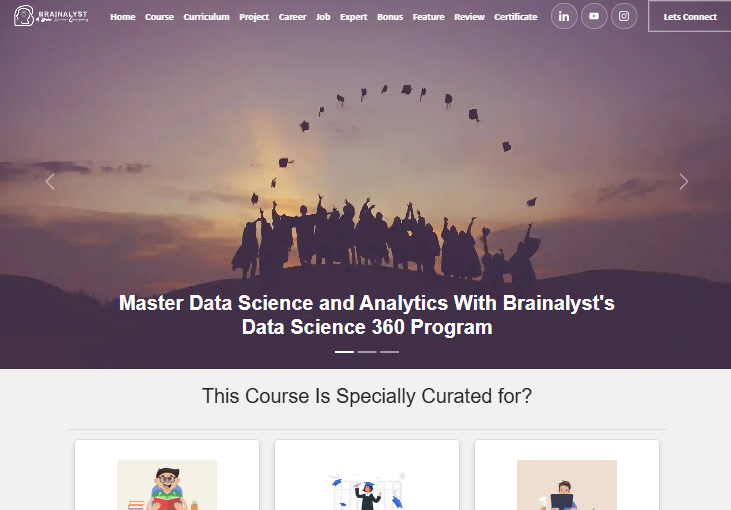 BRAINALYST
Home Course Curriculum Project Career Job Expert Bonus Feature Review Certificate
Lets Connect
Master Data Science and Analytics With Brainalyst's
Data Science 360 Program
This Course Is Specially Curated for?